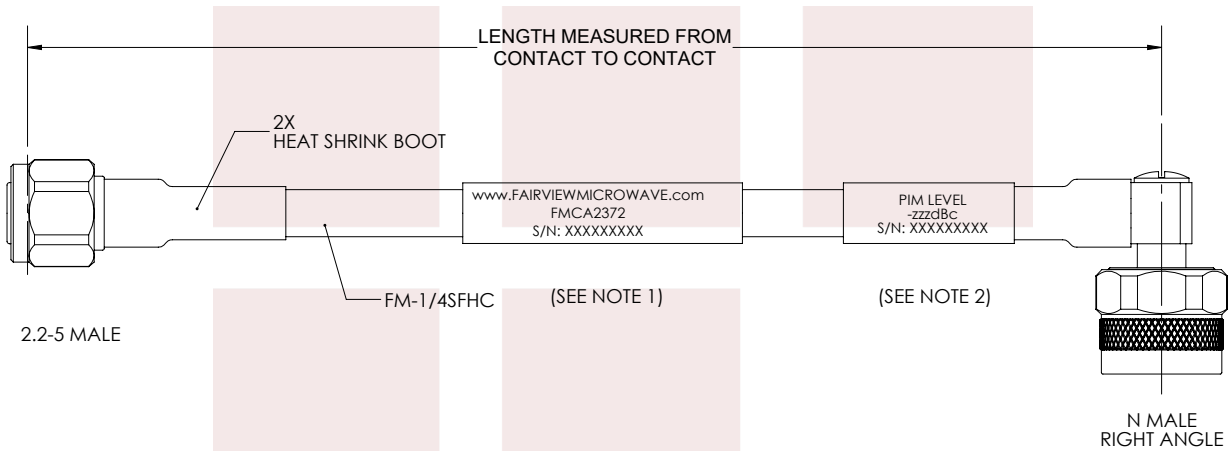 LENGTH MEASURED FROM
CONTACT TO CONTACT
2X
HEAT SHRINK BOOT
www.FAIRVIEWMICROWAVE.com
FMCA2372
S/N: XXXXXXXXX
PIM LEVEL
-zzzdBc
S/N: XXXXXXXXX
FM-1/4SFHC
(SEE NOTE 1)
(SEE NOTE 2)
2.2-5 MALE
N MALE
RIGHT ANGLE